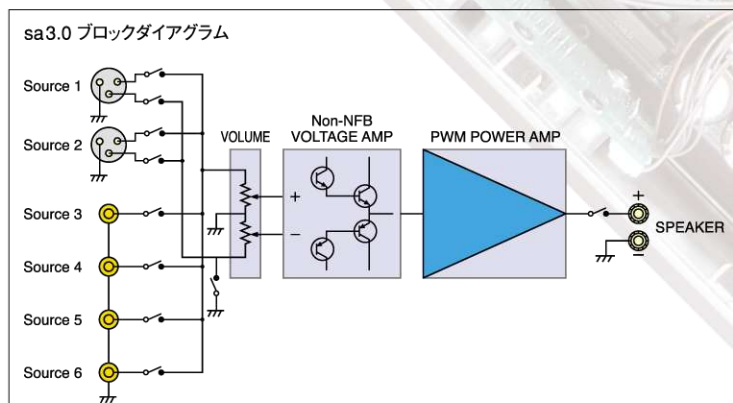 sa3.0 ブロックダイアグラム
Source 1
Source 2
Source 3
Source 4
Source 5
Source 6
VOLUME
Non-NFB
VOLTAGE AMP
+
−
PWM POWER AMP
+
SPEAKER
−